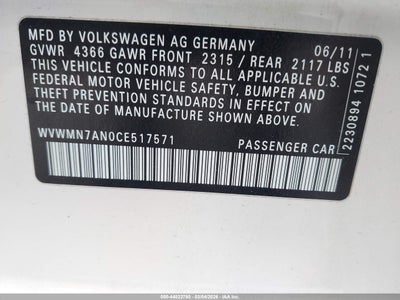 MFD BY VOLKSWAGEN AG GERMANY 06/11
GVWR 4366 GAWR FRONT 2315 / REAR 2117 LBS
THIS VEHICLE CONFORMS TO ALL APPLICABLE U.S.
FEDERAL MOTOR VEHICLE SAFETY, BUMPER AND
THEFT PREVENTION STANDARDS IN EFFECT ON THE
DATE OF MANUFACTURE SHOWN ABOVE.
WVWMN7AN0CE517571
PASSENGER CAR
2230894 1072 1
IAA, Inc.